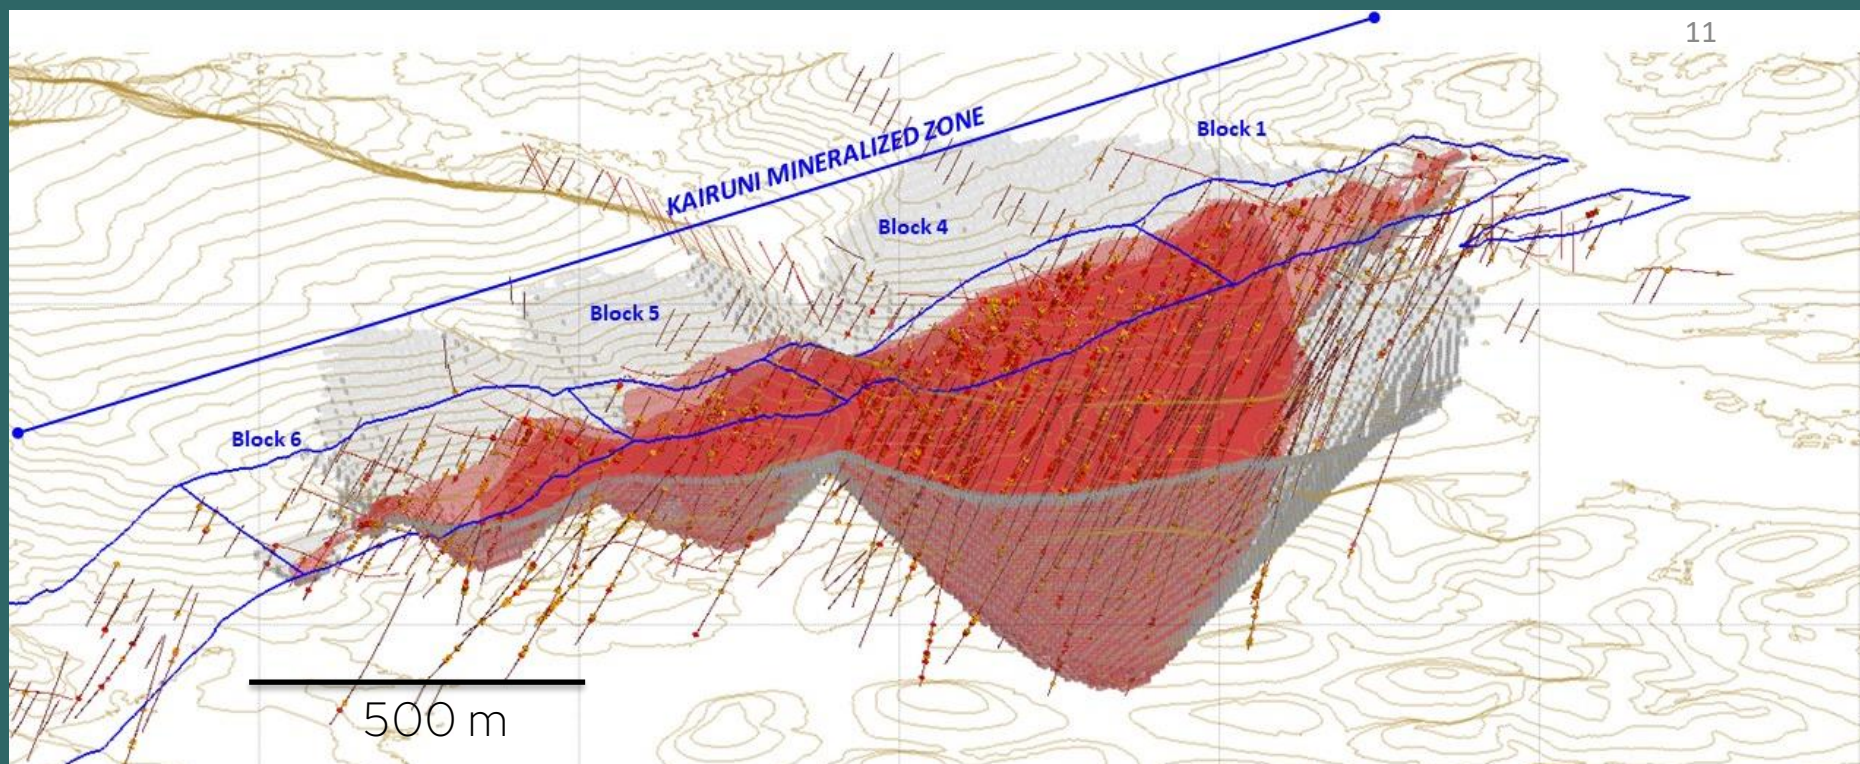 11
KAIRUNI MINERALIZED ZONE
Block 1
Block 4
Block 5
Block 6
500 m